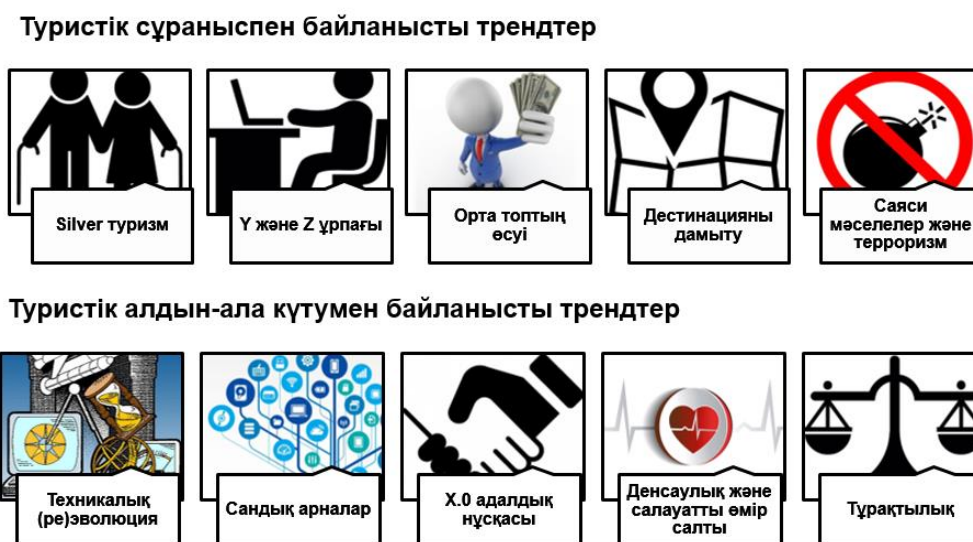 Туристік сұраныспен байланысты трендтер
Silver туризм
Y және Z ұрпағы
Орта топтың
өсуі
Дестинацияны
дамыту
Саяси
мәселелер және
терроризм
Туристік алдын-ала күтумен байланысты трендтер
Техникалық
(ре)эволюция
Сандық арналар
X.0 адалдық
нұсқасы
Денсаулық және
салауатты өмір
салты
Тұрақтылық